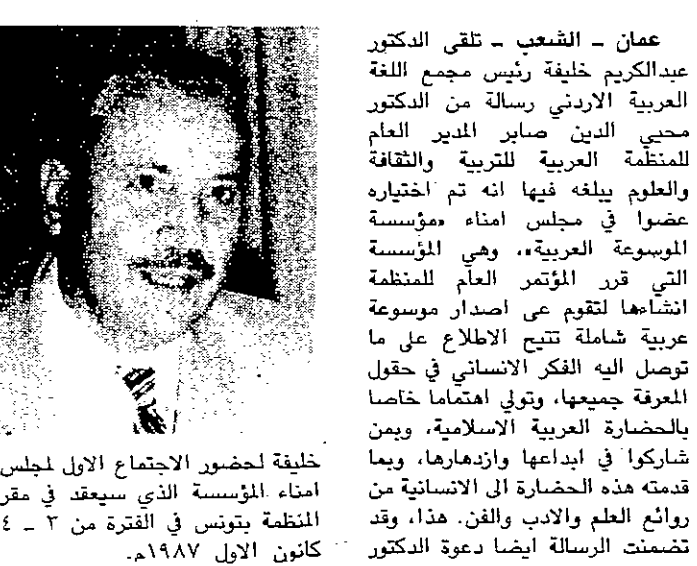 عمان ـ الشعب ـ تلقى الدكتور
عبدالكريم خليفة رئيس مجمع اللغة
العربية الاردني رسالة من الدكتور
محيي الدين صابر المدير العام
للمنظمة العربية للتربية والثقافة
والعلوم يبلغه فيها انه تم اختياره
عضوا في مجلس امناء «مؤسسة
الموسوعة العربية»، وهي المؤسسة
التي قرر المؤتمر العام للمنظمة
انشاءها لتقوم عى اصدار موسوعة
عربية شاملة تتيح الاطلاع على ما
توصل اليه الفكر الانساني في حقول
المعرفة جميعها، وتولي اهتماما خاصا
بالحضارة العربية الاسلامية، وبمن
شاركوا في ابداعها وازدهارها، وبما
قدمته هذه الحضارة الى الانسانية من
روائع العلم والادب والفن. هذا، وقد
تضمنت الرسالة ايضا دعوة الدكتور
خليفة لحضور الاجتماع الاول لمجلس
امناء المؤسسة الذي سيعقد في مقر
المنظمة بتونس في الفترة من ٣ ـ ٤
كانون الاول ١٩٨٧م.